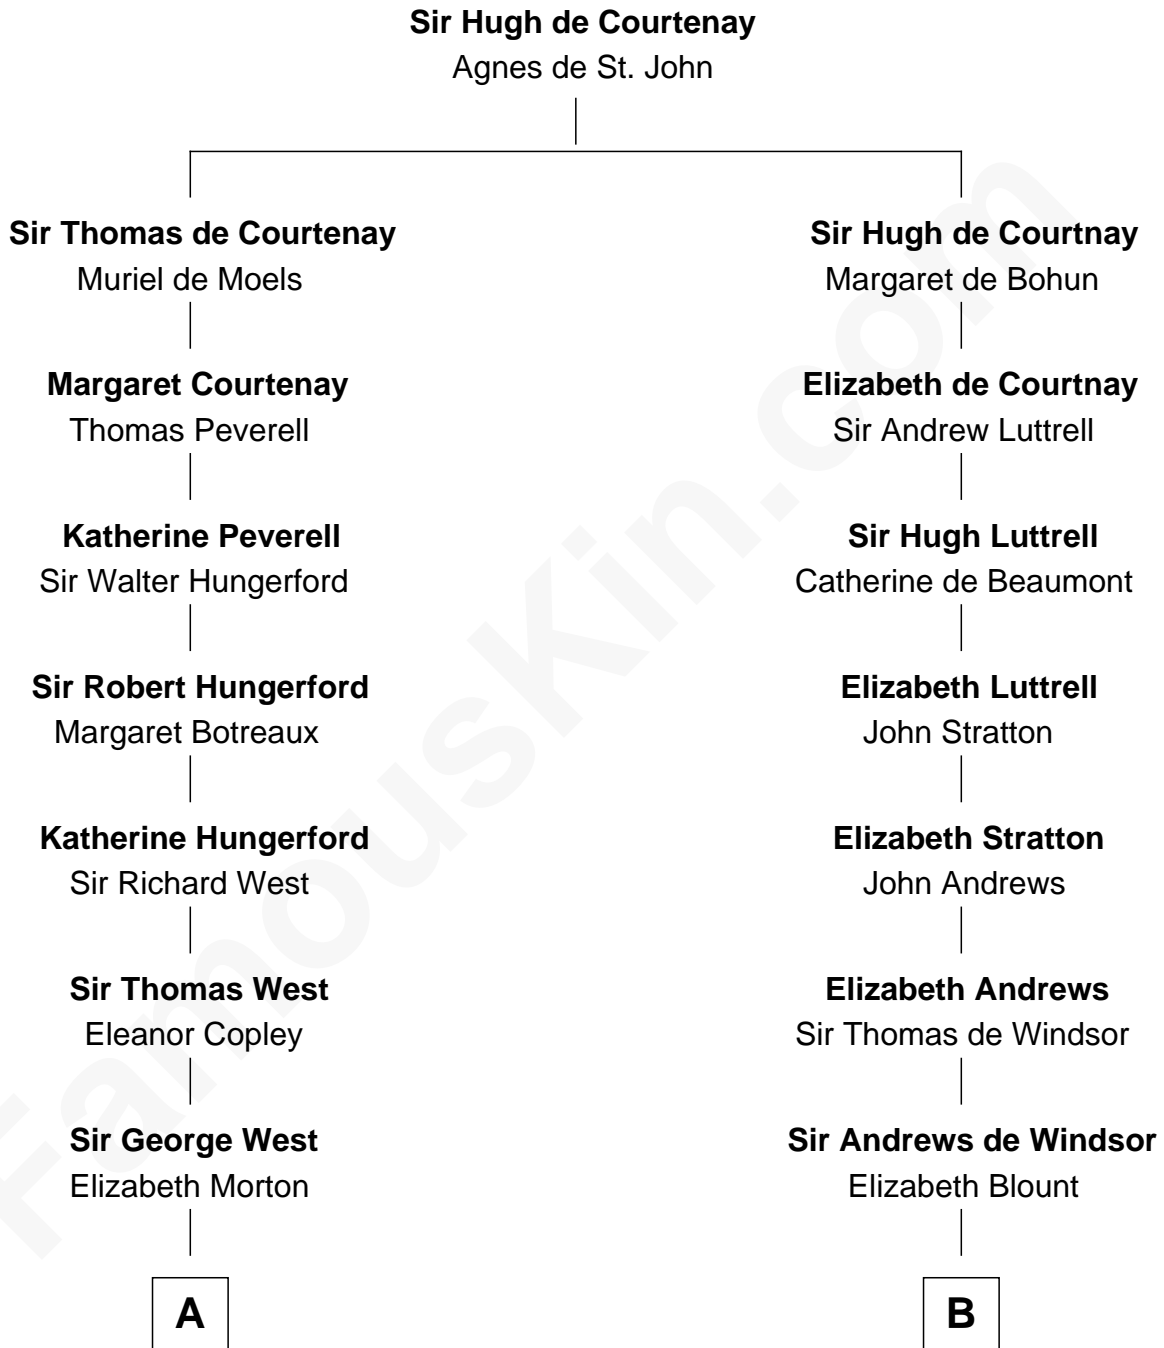 Sir Hugh de Courtenay
Agnes de St. John
Sir Thomas de Courtenay
Muriel de Moels
Sir Hugh de Courtnay
Margaret de Bohun
Margaret Courtenay
Thomas Peverell
Elizabeth de Courtnay
Sir Andrew Luttrell
Katherine Peverell
Sir Walter Hungerford
Sir Hugh Luttrell
Catherine de Beaumont
Sir Robert Hungerford
Margaret Botreaux
Elizabeth Luttrell
John Stratton
Katherine Hungerford
Sir Richard West
Elizabeth Stratton
John Andrews
Sir Thomas West
Eleanor Copley
Elizabeth Andrews
Sir Thomas de Windsor
Sir George West
Elizabeth Morton
Sir Andrews de Windsor
Elizabeth Blount
A
B
FamousKin.com